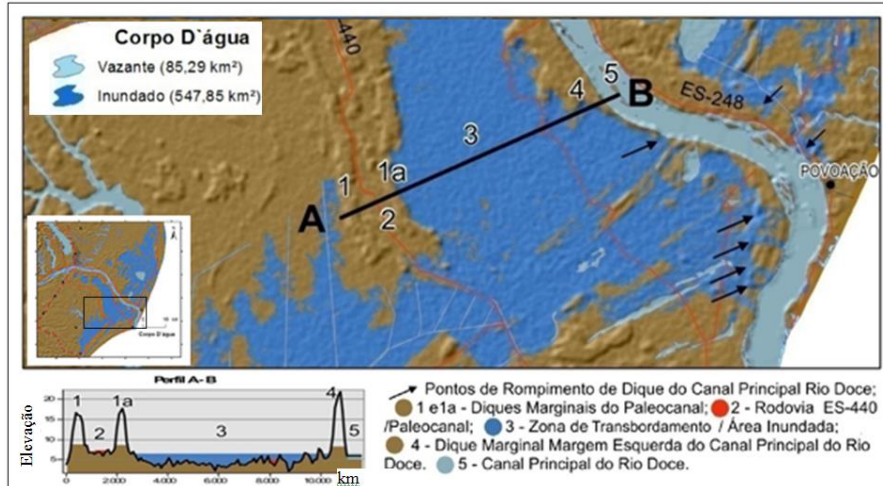 Corpo D`água
Vazante (85,29 km²)
Inundado (547,85 km²)
440
ES-248
POVOAÇÃO
A
B
1
1a
2
3
4
5
Corpo D'água
Perfil A- B
Elevação
20
15
10
5
0
2.000
4.000
6.000
8.000
10.000
km
1
1a
2
3
4
5
Pontos de Rompimento de Dique do Canal Principal Rio Doce;
1 e1a - Diques Marginais do Paleocanal; 2 - Rodovia ES-440
/Paleocanal; 3 - Zona de Transbordamento / Área Inundada;
4 - Dique Marginal Margem Esquerda do Canal Principal do Rio
Doce. 5 - Canal Principal do Rio Doce.